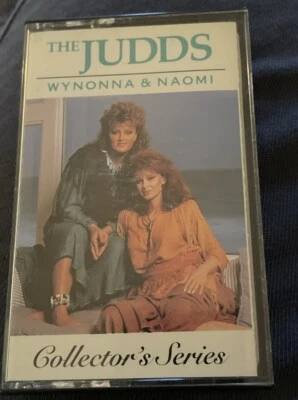 THE JUDDS
WYNONNA & NAOMI
Collector's Series